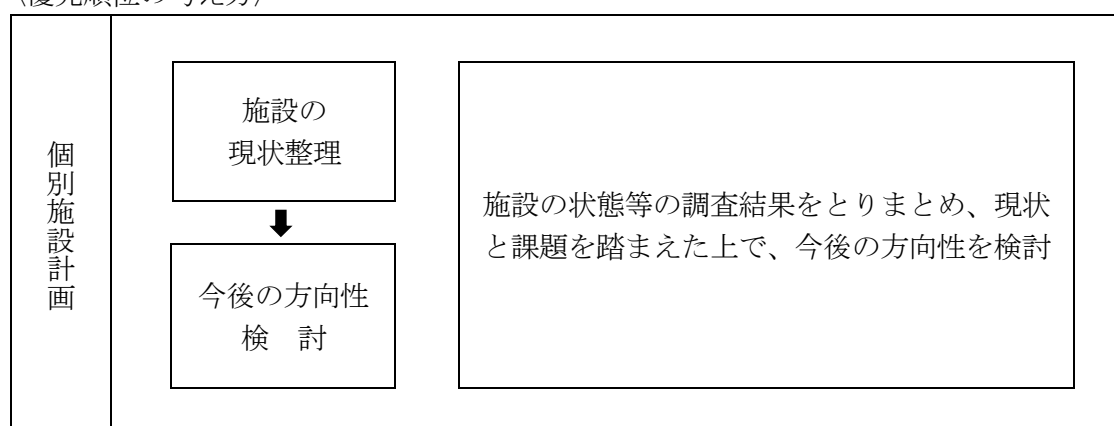 個別施設計画
施設の
現状整理
今後の方向性
検　討
施設の状態等の調査結果をとりまとめ、現状
と課題を踏まえた上で、今後の方向性を検討